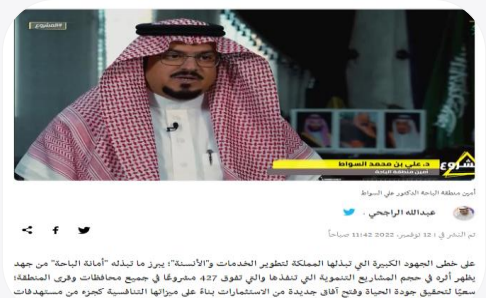 #المشروع
شروع
د. علي بن محمد السواط
أمين منطقة الباحة
أمين منطقة الباحة الدكتور علي السواط
عبدالله الراجحي .
تم النشر في : 12 نوفمبر، 2022 11:42 صباحاً
على خطى الجهود الكبيرة التي تبذلها المملكة لتطوير الخدمات و"الأنسنة"؛ يبرز ما تبذله "أمانة الباحة" من جهد
يظهر أثره في حجم المشاريع التنموية التي تنفذها والتي تفوق 427 مشروعًا في جميع محافظات وقرى المنطقة؛
سعيًا لتحقيق جودة الحياة وفتح آفاق جديدة من الاستثمارات بناءً على ميزاتها التنافسية كجزء من مستهدفات